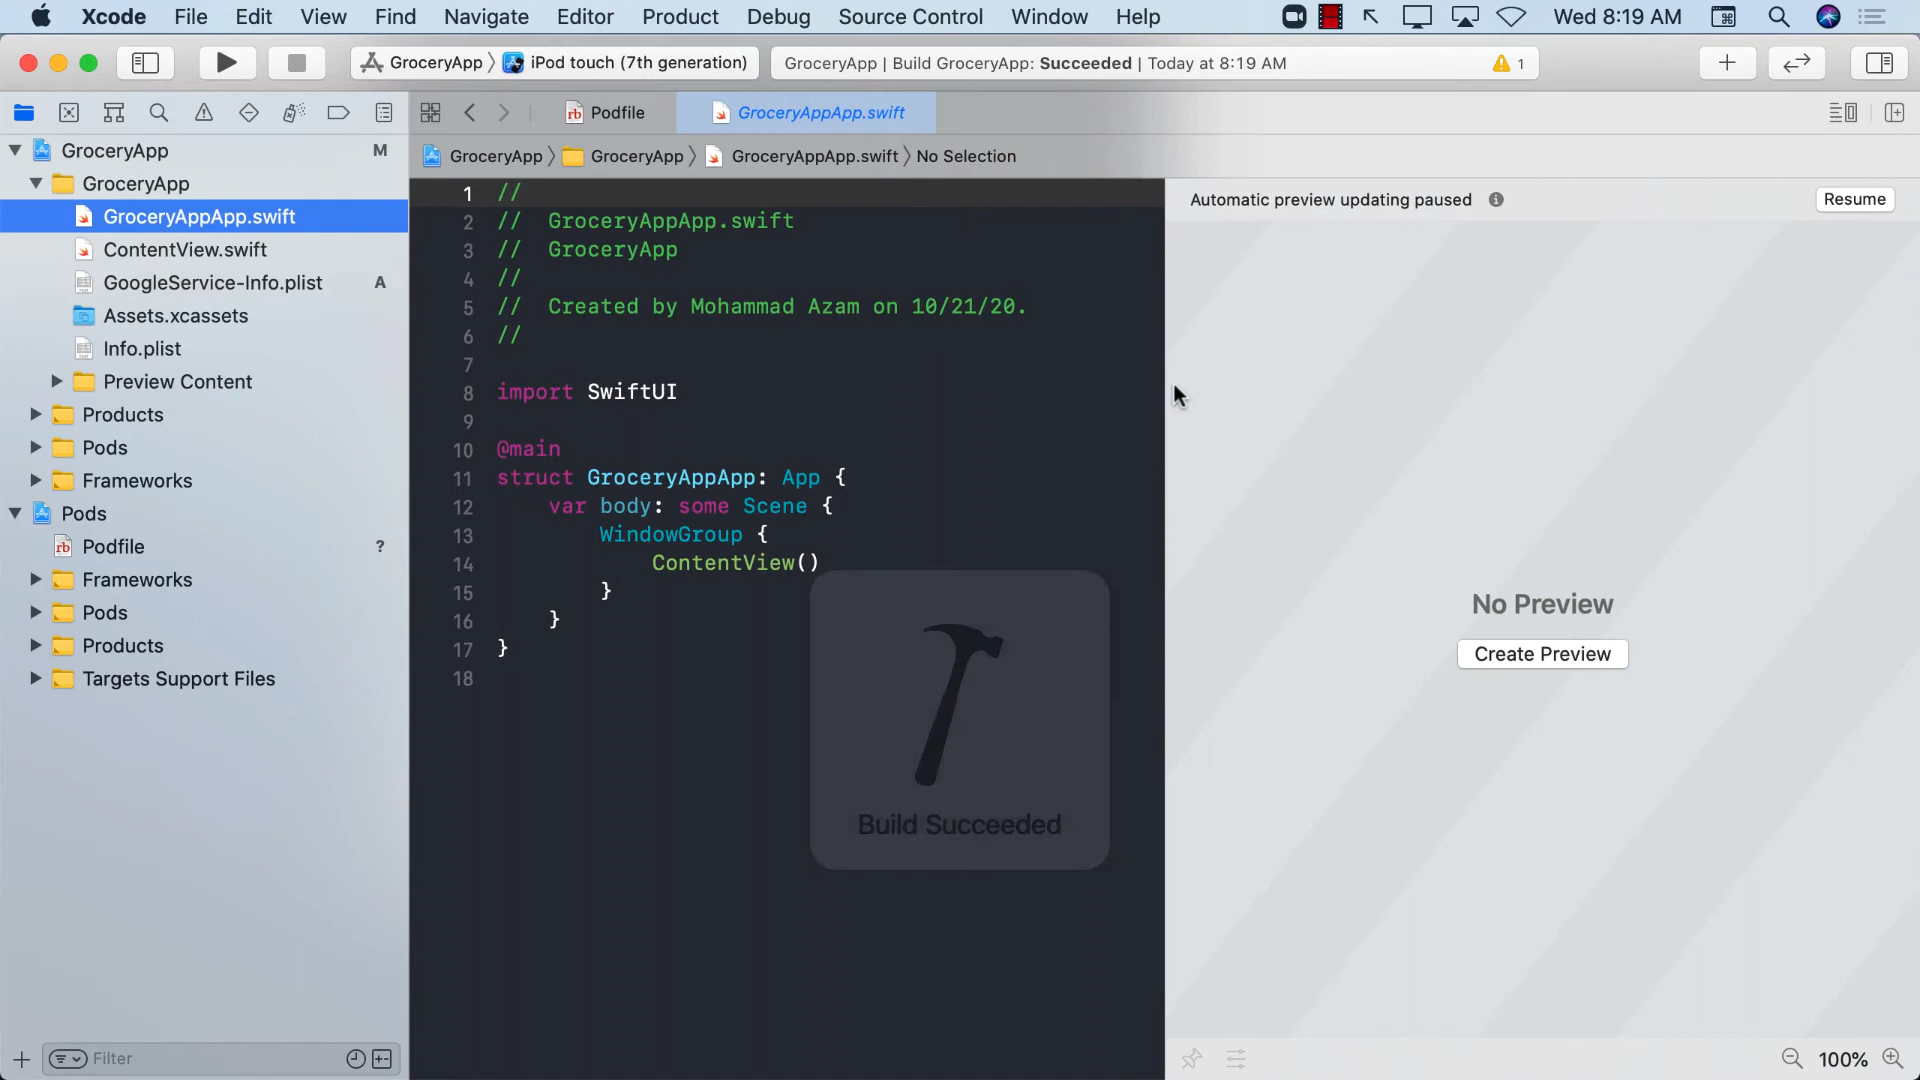 Xcode File Edit View Find Navigate Editor Product Debug Source Control Window Help Wed 8:19 AM
GroceryApp iPod touch (7th generation) GroceryApp | Build GroceryApp: Succeeded | Today at 8:19 AM 1
Podfile GroceryAppApp.swift
GroceryApp GroceryApp GroceryAppApp.swift No Selection
GroceryApp M
GroceryApp
GroceryAppApp.swift
ContentView.swift
GoogleService-Info.plist A
Assets.xcassets
Info.plist
Preview Content
Products
Pods
Frameworks
Pods
rb Podfile ?
Frameworks
Pods
Products
Targets Support Files
Filter
1 //
2 // GroceryAppApp.swift
3 // GroceryApp
4 //
5 // Created by Mohammad Azam on 10/21/20.
6 //
7
8 import SwiftUI
9
10 @main
11 struct GroceryAppApp: App {
12 var body: some Scene {
13 WindowGroup {
14 ContentView()
15 }
16 }
17 }
18
Build Succeeded
Automatic preview updating paused Resume
No Preview
Create Preview
100%